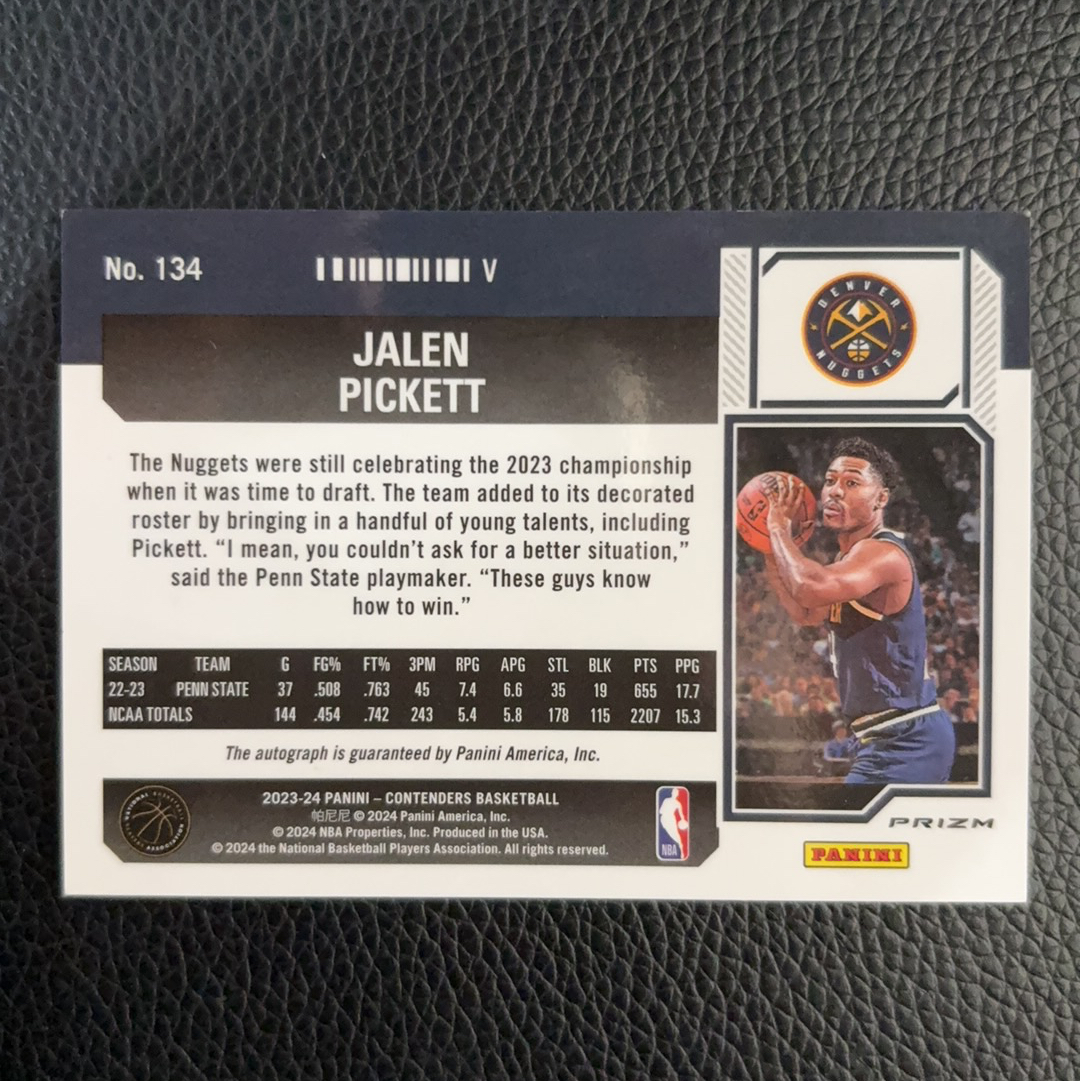 No. 134
V
DENVER
NUGGETS
JALEN
PICKETT
The Nuggets were still celebrating the 2023 championship
when it was time to draft. The team added to its decorated
roster by bringing in a handful of young talents, including
Pickett. “I mean, you couldn’t ask for a better situation,”
said the Penn State playmaker. “These guys know
how to win.”
SEASON TEAM G FG% FT% 3PM RPG APG STL BLK PTS PPG
22-23 PENN STATE 37 .508 .763 45 7.4 6.6 35 19 655 17.7
NCAA TOTALS 144 .454 .742 243 5.4 5.8 178 115 2207 15.3
The autograph is guaranteed by Panini America, Inc.
2023-24 PANINI – CONTENDERS BASKETBALL
帕尼尼 © 2024 Panini America, Inc.
© 2024 NBA Properties, Inc. Produced in the USA.
© 2024 the National Basketball Players Association. All rights reserved.
NATIONAL BASKETBALL
PLAYERS ASSOCIATION
NBA
PRIZM
PANINI